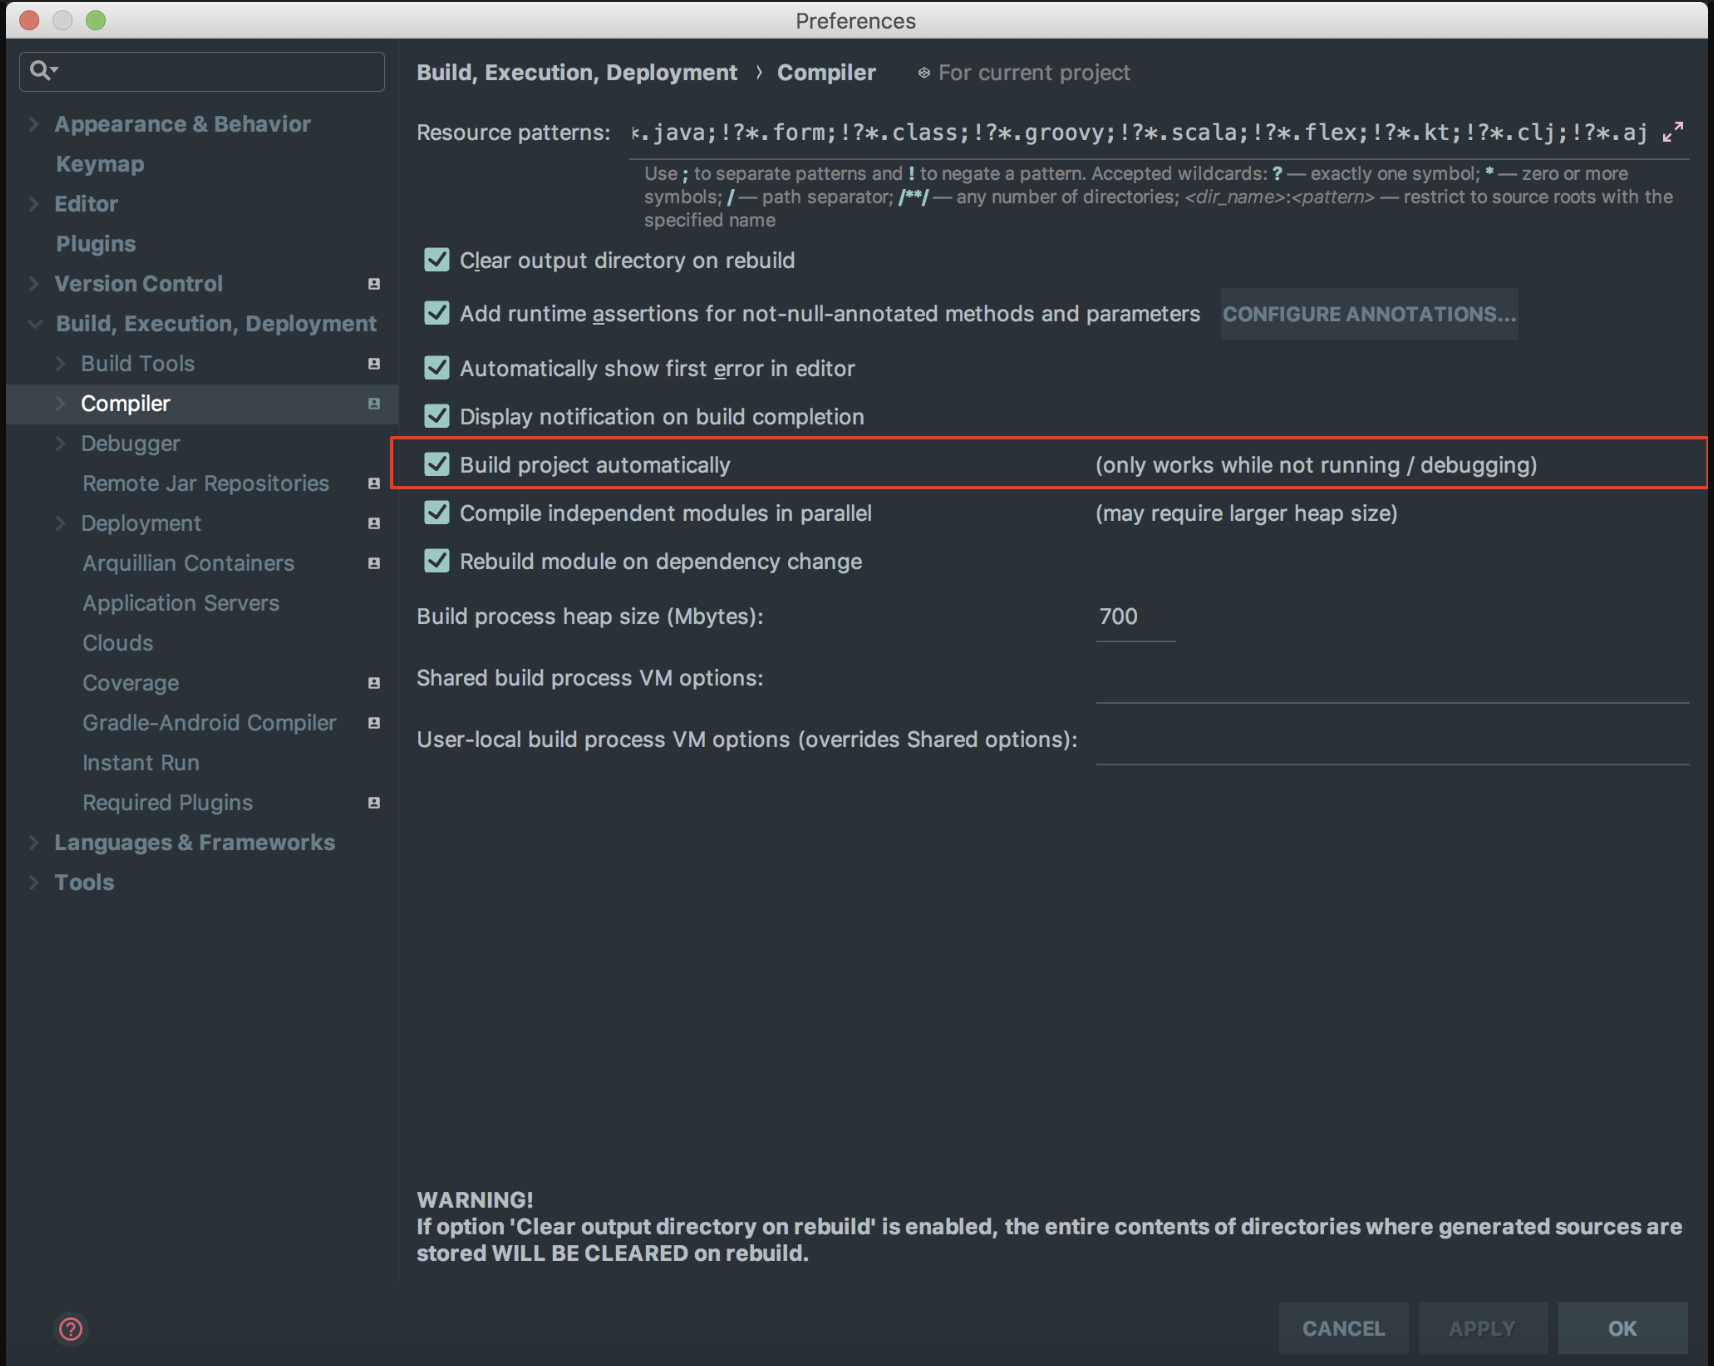 Preferences
Appearance & Behavior
Keymap
Editor
Plugins
Version Control
Build, Execution, Deployment
Build Tools
Compiler
Debugger
Remote Jar Repositories
Deployment
Arquillian Containers
Application Servers
Clouds
Coverage
Gradle-Android Compiler
Instant Run
Required Plugins
Languages & Frameworks
Tools
Build, Execution, Deployment › Compiler For current project
Resource patterns: *.java;!?*.form;!?*.class;!?*.groovy;!?*.scala;!?*.flex;!?*.kt;!?*.clj;!?*.aj
Use ; to separate patterns and ! to negate a pattern. Accepted wildcards: ? — exactly one symbol; * — zero or more
symbols; / — path separator; /**/ — any number of directories; <dir_name>:<pattern> — restrict to source roots with the
specified name
Clear output directory on rebuild
Add runtime assertions for not-null-annotated methods and parameters CONFIGURE ANNOTATIONS...
Automatically show first error in editor
Display notification on build completion
Build project automatically (only works while not running / debugging)
Compile independent modules in parallel (may require larger heap size)
Rebuild module on dependency change
Build process heap size (Mbytes): 700
Shared build process VM options:
User-local build process VM options (overrides Shared options):
WARNING!
If option 'Clear output directory on rebuild' is enabled, the entire contents of directories where generated sources are
stored WILL BE CLEARED on rebuild.
?
CANCEL APPLY OK